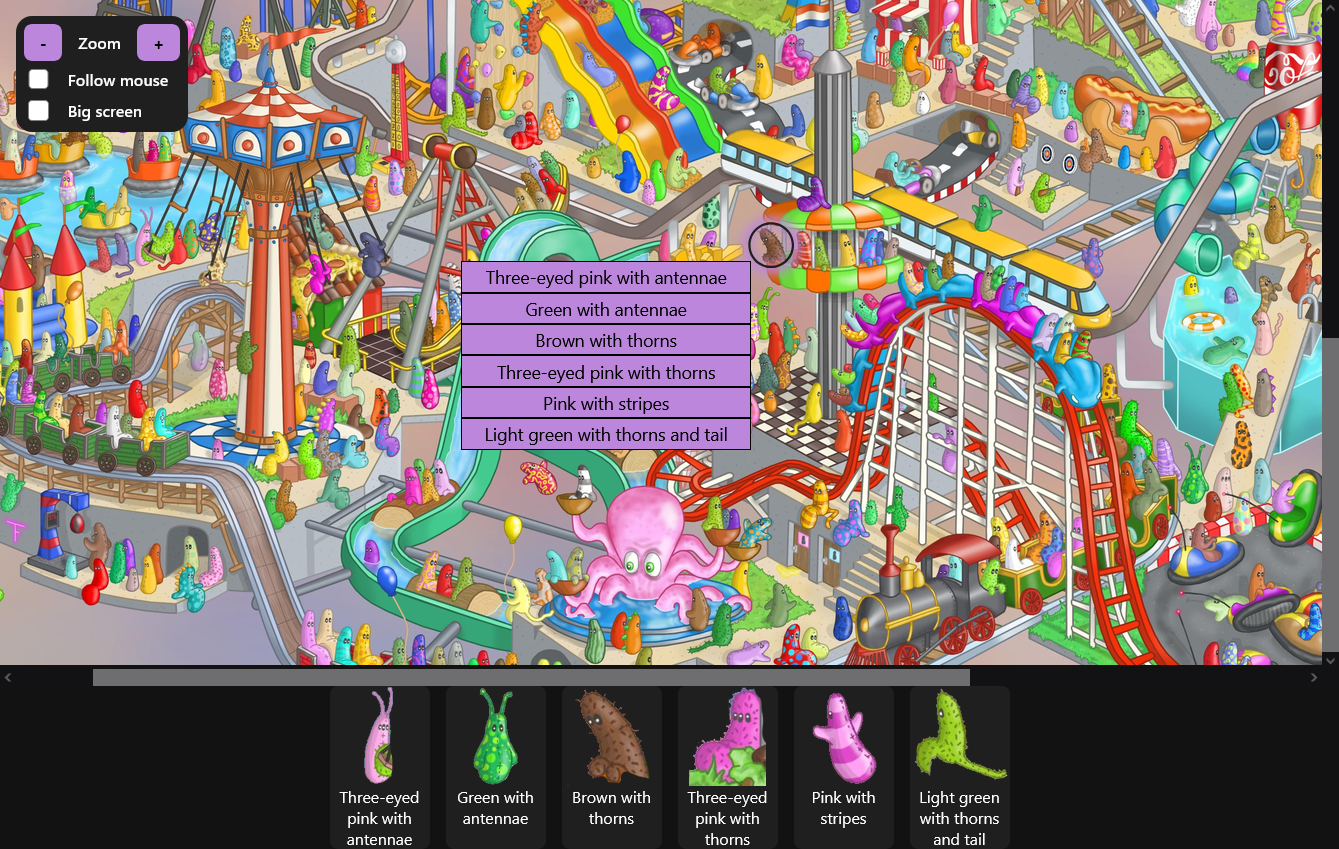 -
Zoom
+
Follow mouse
Big screen
Three-eyed pink with antennae
Green with antennae
Brown with thorns
Three-eyed pink with thorns
Pink with stripes
Light green with thorns and tail
Three-eyed
pink with
antennae
Green with
antennae
Brown with
thorns
Three-eyed
pink with
thorns
Pink with
stripes
Light green
with thorns
and tail